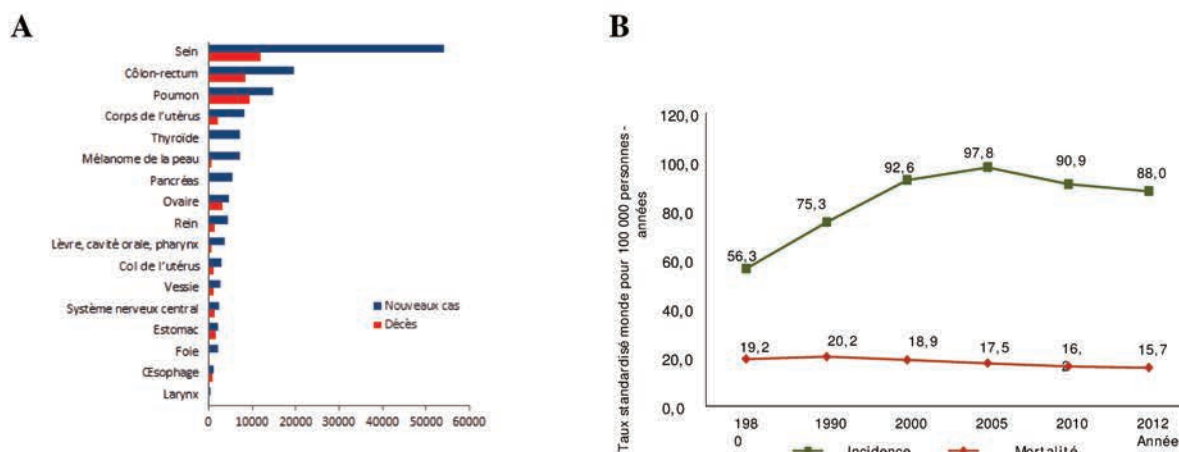 A
Sein
Côlon-rectum
Poumon
Corps de l'utérus
Thyroïde
Mélanome de la peau
Pancréas
Ovaire
Rein
Lèvre, cavité orale, pharynx
Col de l'utérus
Vessie
Système nerveux central
Estomac
Foie
Œsophage
Larynx
Nouveaux cas
Décès
0 10000 20000 30000 40000 50000 60000
B
Taux standardisé monde pour 100 000 personnes -
années
120,0
100,0
80,0
60,0
40,0
20,0
0,0
56,3
75,3
92,6
97,8
90,9
88,0
19,2
20,2
18,9
17,5
16,
15,7
198 1990 2000 2005 2010 2012
0 Année
Incidence Mortalité